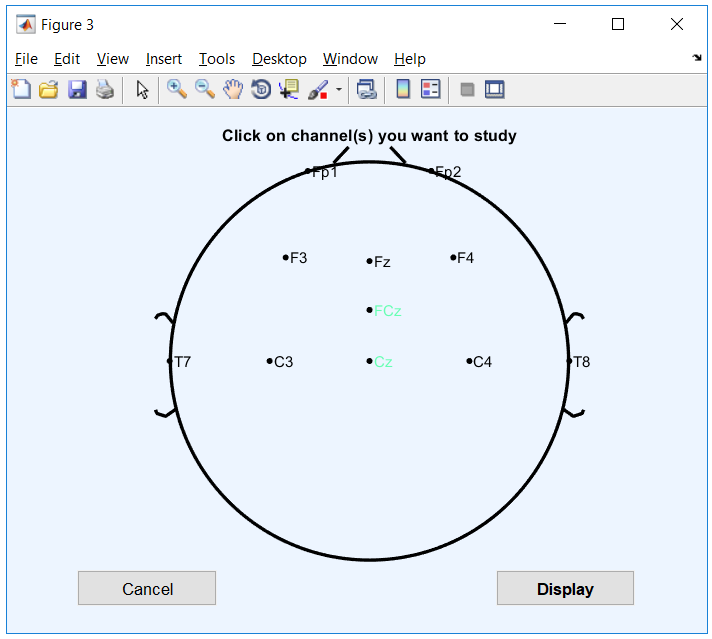 Figure 3
File Edit View Insert Tools Desktop Window Help
Click on channel(s) you want to study
Fp1 Fp2
F3 Fz F4
FCz
T7 C3 Cz C4 T8
Cancel Display